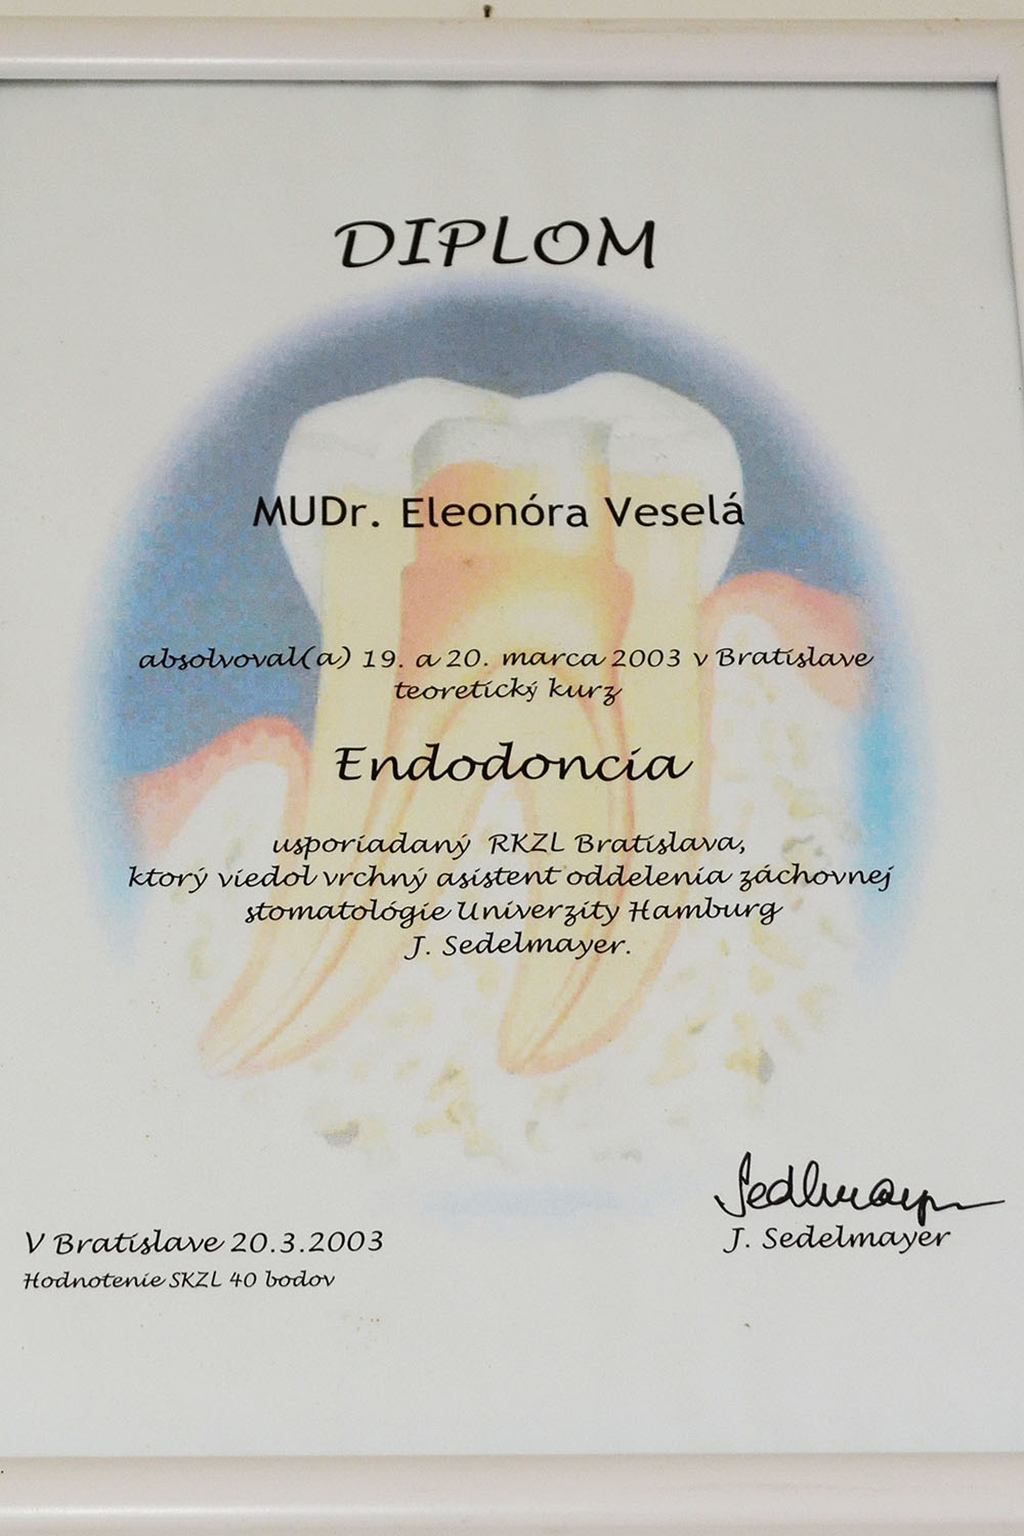 DIPLOM
MUDr. Eleonóra Veselá
absolvoval(a) 19. a 20. marca 2003 v Bratislave
teoretický kurz
Endodoncia
usporiadaný RKZL Bratislava,
ktorý viedol vrchný asistent oddelenia záchovnej
stomatológie Univerzity Hamburg
J. Sedelmayer.
Sedlmayer
J. Sedelmayer
V Bratislave 20.3.2003
Hodnotenie SKZL 40 bodov